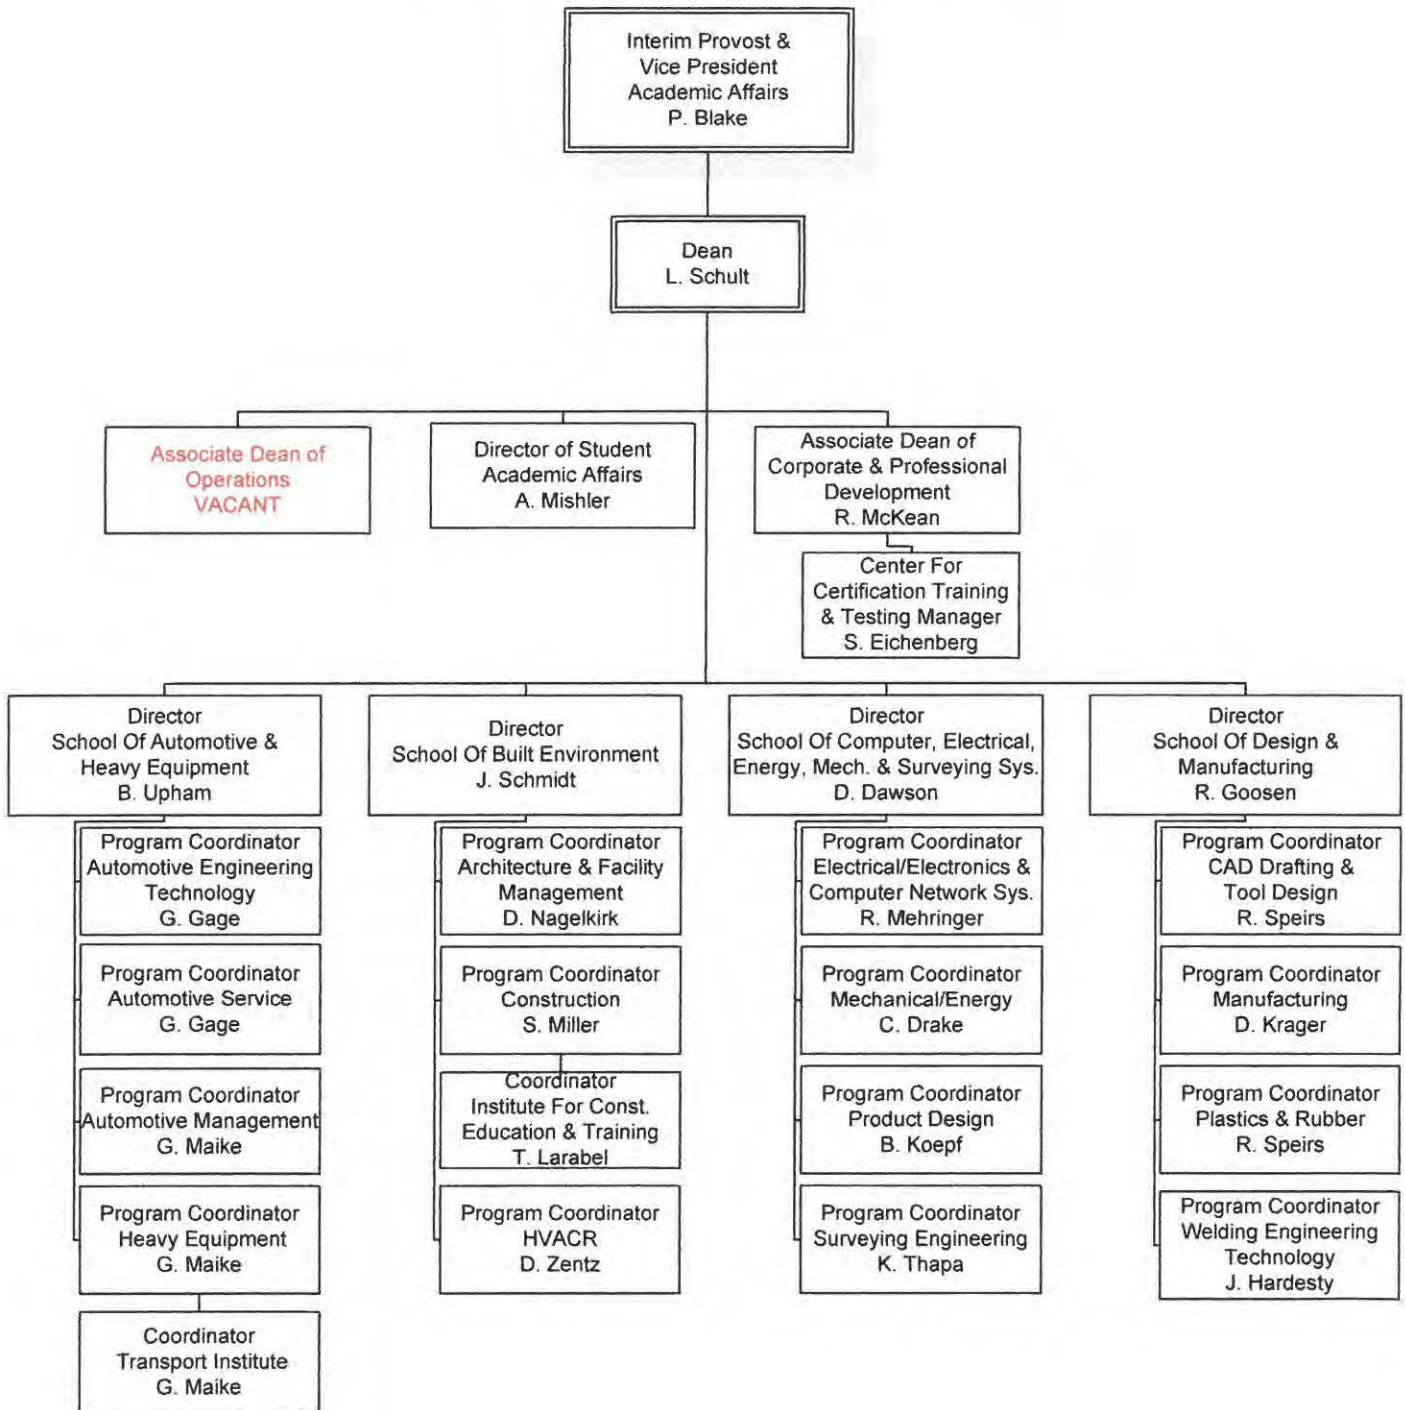 Interim Provost &
Vice President
Academic Affairs
P. Blake
Dean
L. Schult
Associate Dean of
Operations
VACANT
Director of Student
Academic Affairs
A. Mishler
Associate Dean of
Corporate & Professional
Development
R. McKean
Center For
Certification Training
& Testing Manager
S. Eichenberg
Director
School Of Automotive &
Heavy Equipment
B. Upham
Program Coordinator
Automotive Engineering
Technology
G. Gage
Program Coordinator
Automotive Service
G. Gage
Program Coordinator
Automotive Management
G. Maike
Program Coordinator
Heavy Equipment
G. Maike
Coordinator
Transport Institute
G. Maike
Director
School Of Built Environment
J. Schmidt
Program Coordinator
Architecture & Facility
Management
D. Nagelkirk
Program Coordinator
Construction
S. Miller
Coordinator
Institute For Const.
Education & Training
T. Larabel
Program Coordinator
HVACR
D. Zentz
Director
School Of Computer, Electrical,
Energy, Mech. & Surveying Sys.
D. Dawson
Program Coordinator
Electrical/Electronics &
Computer Network Sys.
R. Mehringer
Program Coordinator
Mechanical/Energy
C. Drake
Program Coordinator
Product Design
B. Koepf
Program Coordinator
Surveying Engineering
K. Thapa
Director
School Of Design &
Manufacturing
R. Goosen
Program Coordinator
CAD Drafting &
Tool Design
R. Speirs
Program Coordinator
Manufacturing
D. Krager
Program Coordinator
Plastics & Rubber
R. Speirs
Program Coordinator
Welding Engineering
Technology
J. Hardesty